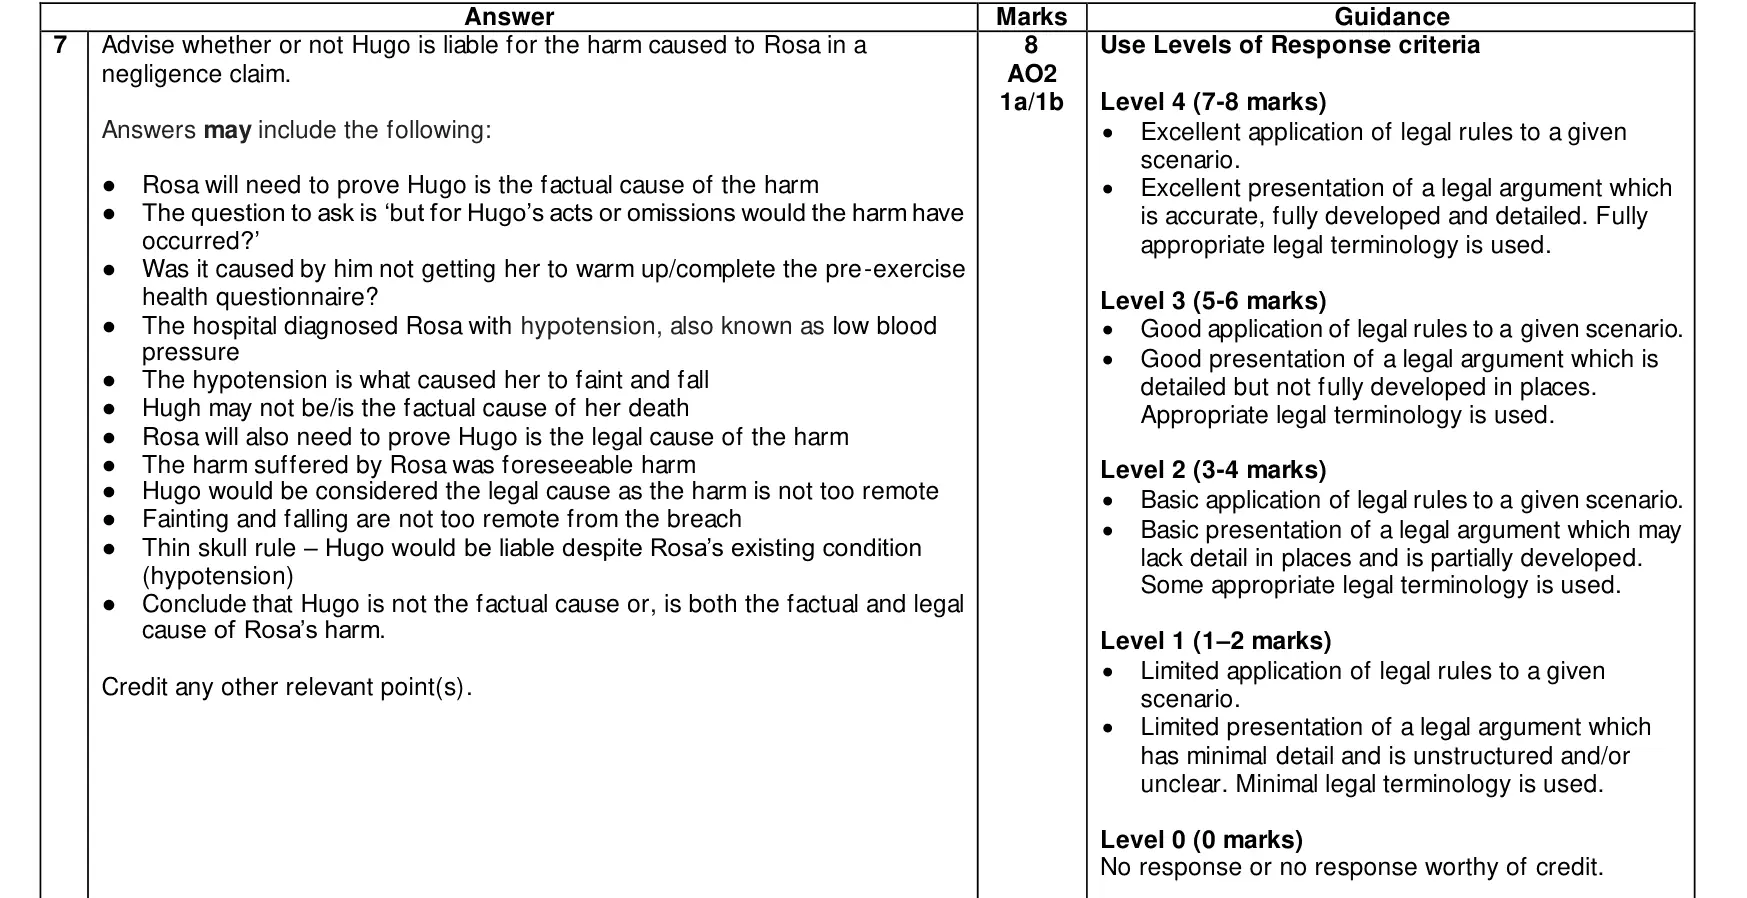 Answer Marks Guidance
7 Advise whether or not Hugo is liable for the harm caused to Rosa in a
negligence claim.
Answers may include the following:
● Rosa will need to prove Hugo is the factual cause of the harm
● The question to ask is ‘but for Hugo’s acts or omissions would the harm have
occurred?’
● Was it caused by him not getting her to warm up/complete the pre-exercise
health questionnaire?
● The hospital diagnosed Rosa with hypotension, also known as low blood
pressure
● The hypotension is what caused her to faint and fall
● Hugh may not be/is the factual cause of her death
● Rosa will also need to prove Hugo is the legal cause of the harm
● The harm suffered by Rosa was foreseeable harm
● Hugo would be considered the legal cause as the harm is not too remote
● Fainting and falling are not too remote from the breach
● Thin skull rule – Hugo would be liable despite Rosa’s existing condition
(hypotension)
● Conclude that Hugo is not the factual cause or, is both the factual and legal
cause of Rosa’s harm.
Credit any other relevant point(s).
8
AO2
1a/1b
Use Levels of Response criteria
Level 4 (7-8 marks)
• Excellent application of legal rules to a given
scenario.
• Excellent presentation of a legal argument which
is accurate, fully developed and detailed. Fully
appropriate legal terminology is used.
Level 3 (5-6 marks)
• Good application of legal rules to a given scenario.
• Good presentation of a legal argument which is
detailed but not fully developed in places.
Appropriate legal terminology is used.
Level 2 (3-4 marks)
• Basic application of legal rules to a given scenario.
• Basic presentation of a legal argument which may
lack detail in places and is partially developed.
Some appropriate legal terminology is used.
Level 1 (1–2 marks)
• Limited application of legal rules to a given
scenario.
• Limited presentation of a legal argument which
has minimal detail and is unstructured and/or
unclear. Minimal legal terminology is used.
Level 0 (0 marks)
No response or no response worthy of credit.